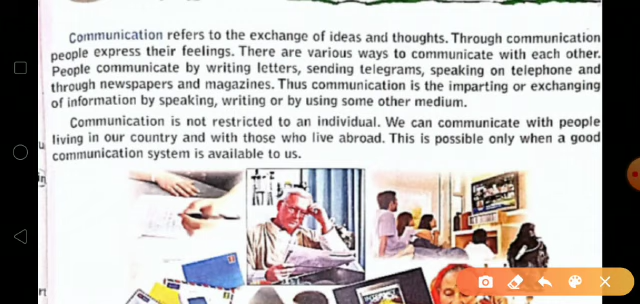 Communication refers to the exchange of ideas and thoughts. Through communication
people express their feelings. There are various ways to communicate with each other.
People communicate by writing letters, sending telegrams, speaking on telephone and
through newspapers and magazines. Thus communication is the imparting or exchanging
of information by speaking, writing or by using some other medium.
Communication is not restricted to an individual. We can communicate with people
living in our country and with those who live abroad. This is possible only when a good
communication system is available to us.